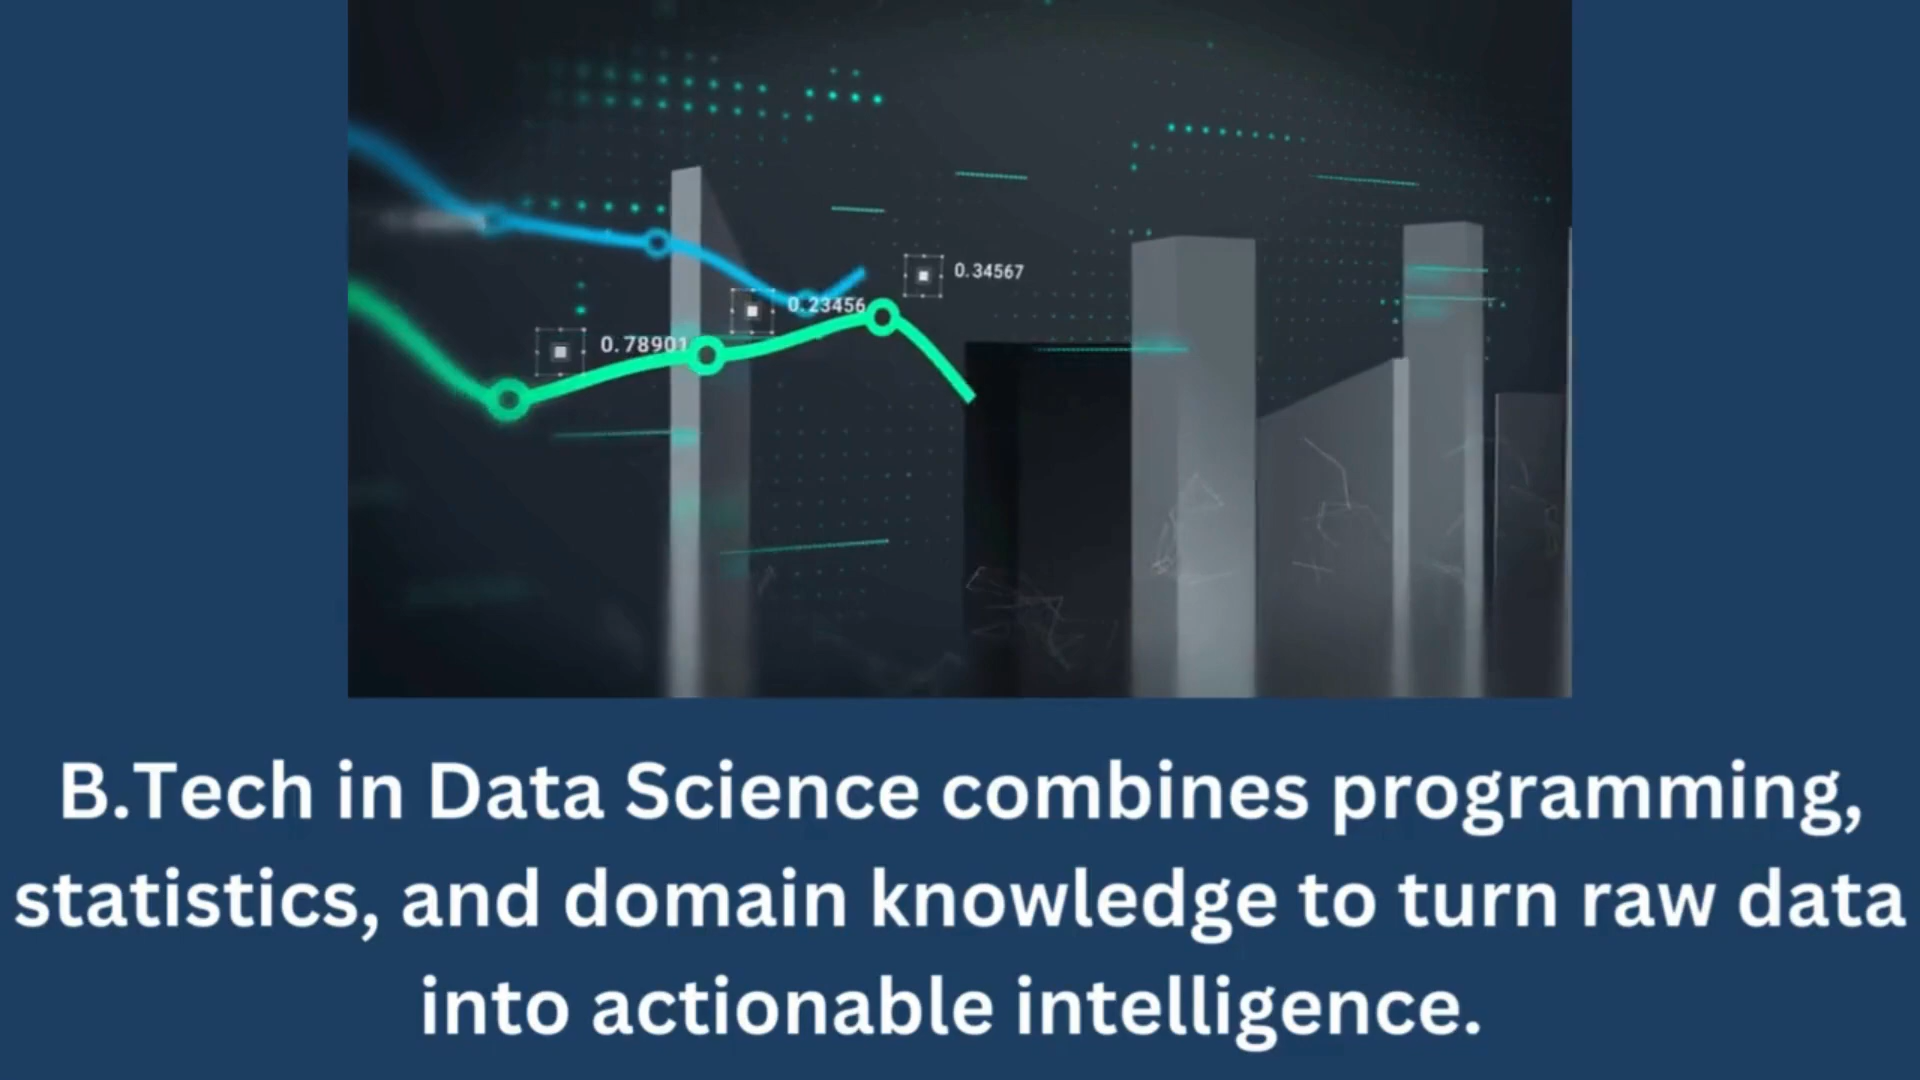 0.34567
0.23456
0.78901
B.Tech in Data Science combines programming,
statistics, and domain knowledge to turn raw data
into actionable intelligence.